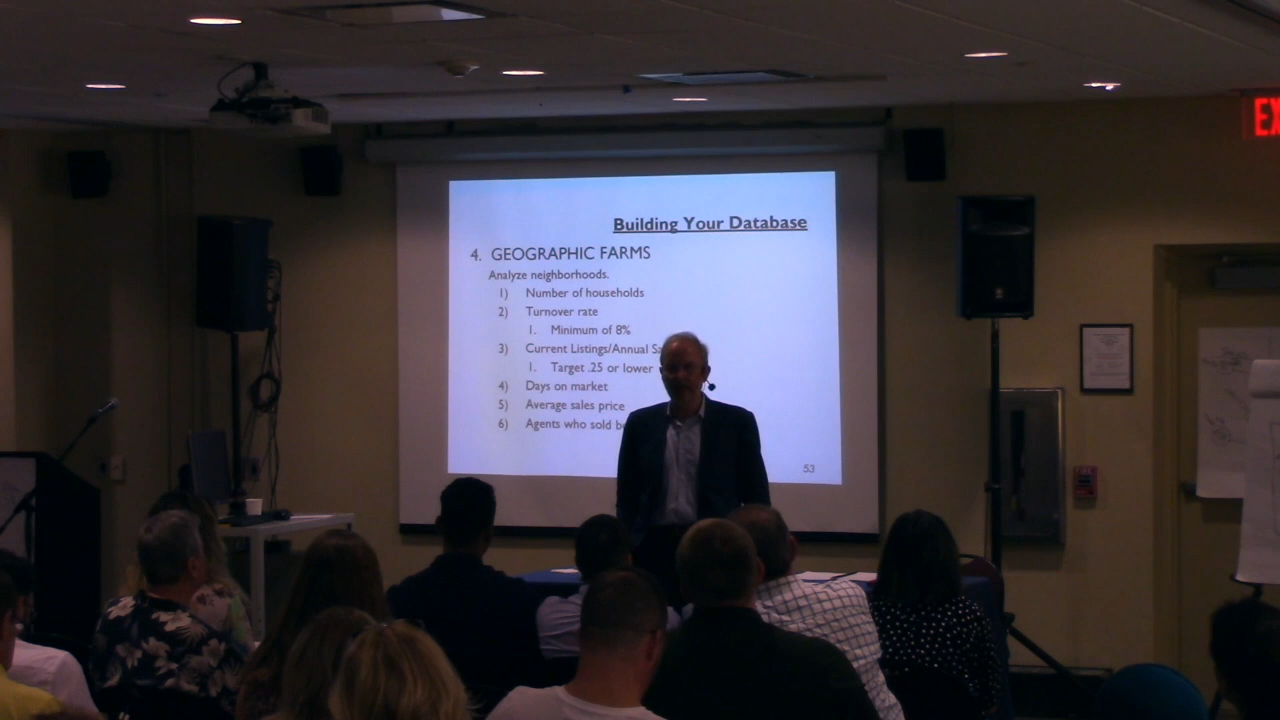 Building Your Database
4. GEOGRAPHIC FARMS
Analyze neighborhoods.
1) Number of households
2) Turnover rate
1. Minimum of 8%
3) Current Listings/Annual
1. Target .25 or lower
4) Days on market
5) Average sales price
6) Agents who sold
53
EX